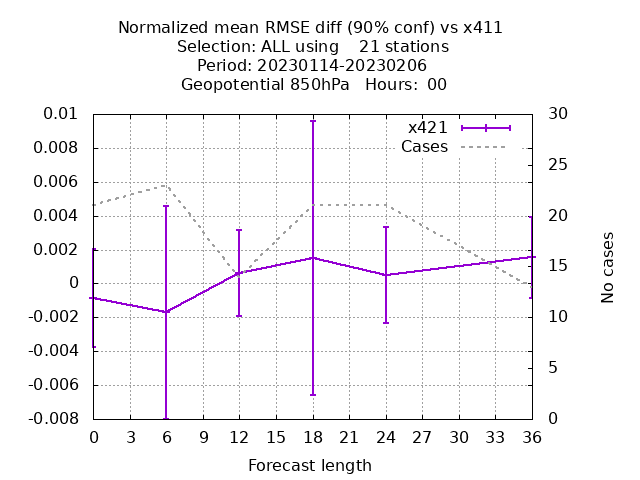 Normalized mean RMSE diff (90% conf) vs x411
Selection: ALL using    21 stations
Period: 20230114-20230206
Geopotential 850hPa   Hours:  00
0.01
0.008
0.006
0.004
0.002
0
-0.002
-0.004
-0.006
-0.008
x421
Cases
30
25
20
15
10
5
0
No cases
0 3 6 9 12 15 18 21 24 27 30 33 36
Forecast length